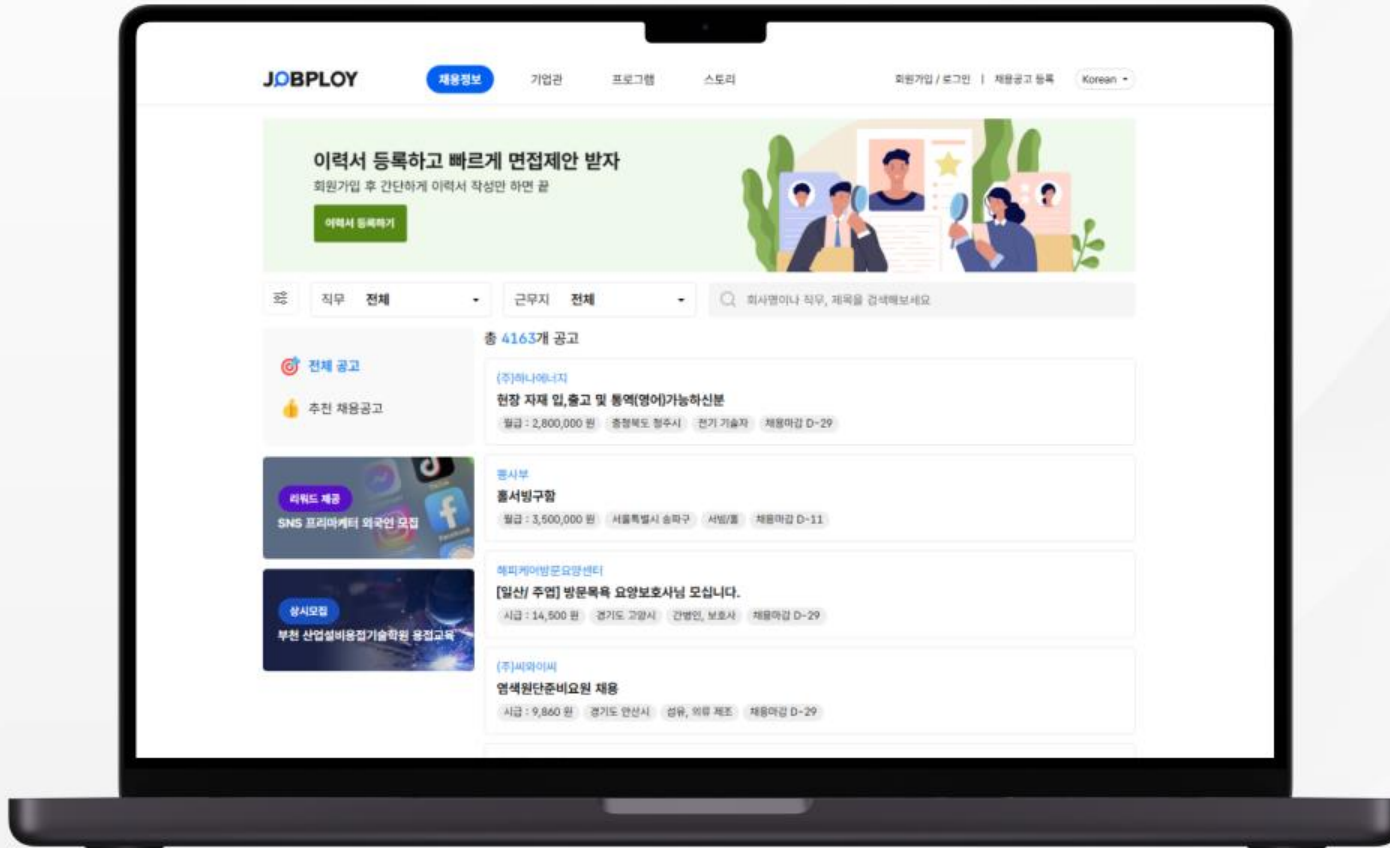 JOBPLOY
채용정보 기업관 프로그램 스토리 회원가입 / 로그인 | 채용공고 등록 Korean
이력서 등록하고 빠르게 면접제안 받자
회원가입 후 간단하게 이력서 작성만 하면 끝
이력서 등록하기
직무 전체 근무지 전체 회사명이나 직무, 제목을 검색해보세요
전체 공고
추천 채용공고
리워드 제공
SNS 프리마케터 외국인 모집
상시모집
부천 산업설비용접기술학원 용접교육
총 4163개 공고
(주)하나에너지
현장 자재 입,출고 및 통역(영어)가능하신분
월급 : 2,800,000 원 충청북도 청주시 전기 기술자 채용마감 D-29
뽕사부
홀서빙구함
월급 : 3,500,000 원 서울특별시 송파구 서빙/홀 채용마감 D-11
해피케어방문요양센터
[일산/ 주엽] 방문목욕 요양보호사님 모십니다.
시급 : 14,500 원 경기도 고양시 간병인, 보호사 채용마감 D-29
(주)씨와이씨
염색원단준비요원 채용
시급 : 9,860 원 경기도 안산시 섬유, 의류 제조 채용마감 D-29